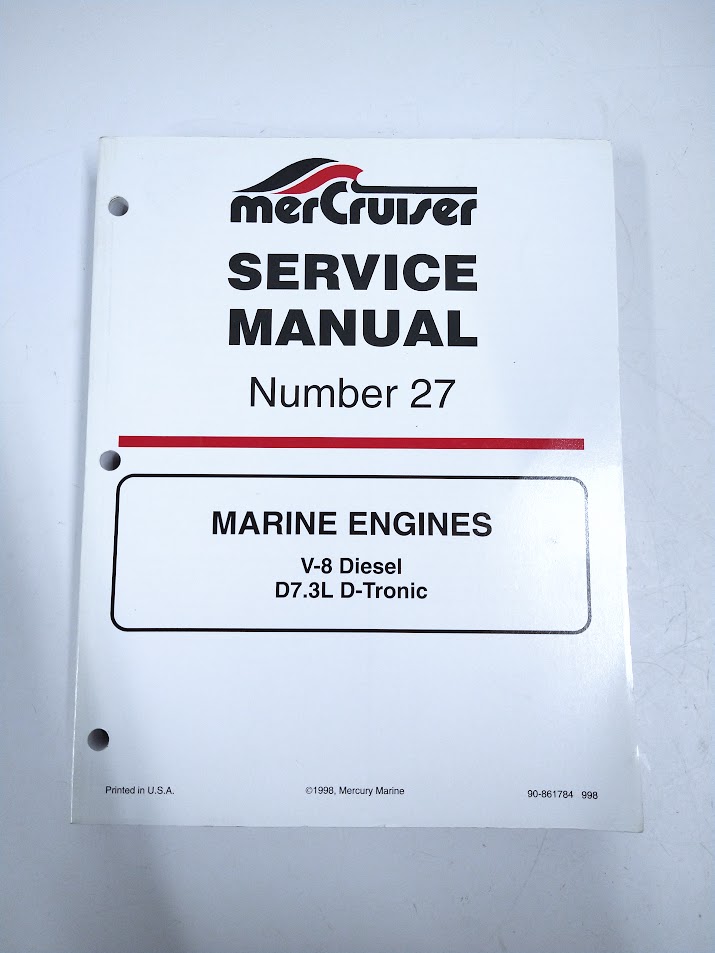 merCruiser
SERVICE
MANUAL
Number 27
MARINE ENGINES
V-8 Diesel
D7.3L D-Tronic
Printed in U.S.A.
©1998, Mercury Marine
90-861784 998